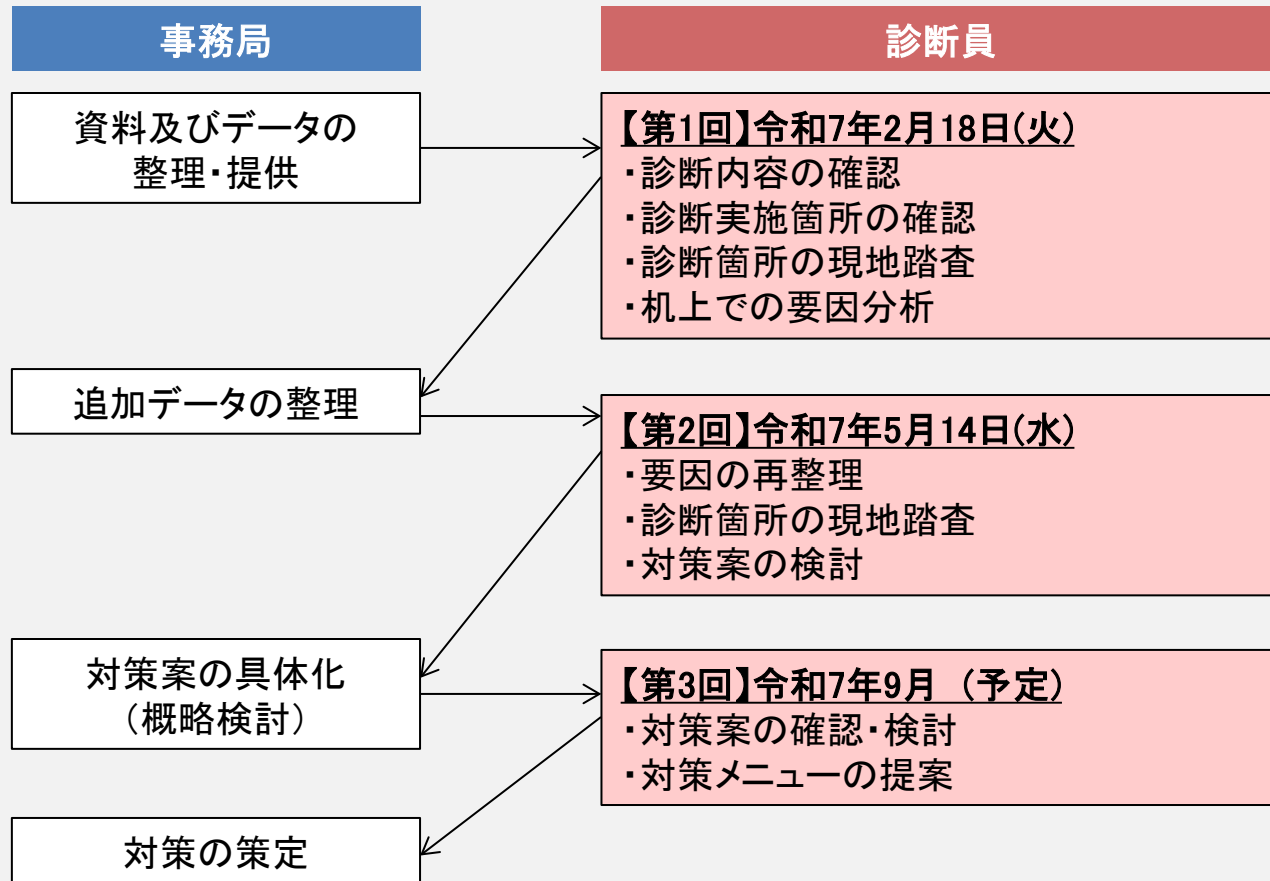 事務局
診断員
資料及びデータの
整理・提供
【第1回】令和7年2月18日(火)
・診断内容の確認
・診断実施箇所の確認
・診断箇所の現地踏査
・机上での要因分析
追加データの整理
【第2回】令和7年5月14日(水)
・要因の再整理
・診断箇所の現地踏査
・対策案の検討
対策案の具体化
（概略検討）
【第3回】令和7年9月 (予定)
・対策案の確認・検討
・対策メニューの提案
対策の策定